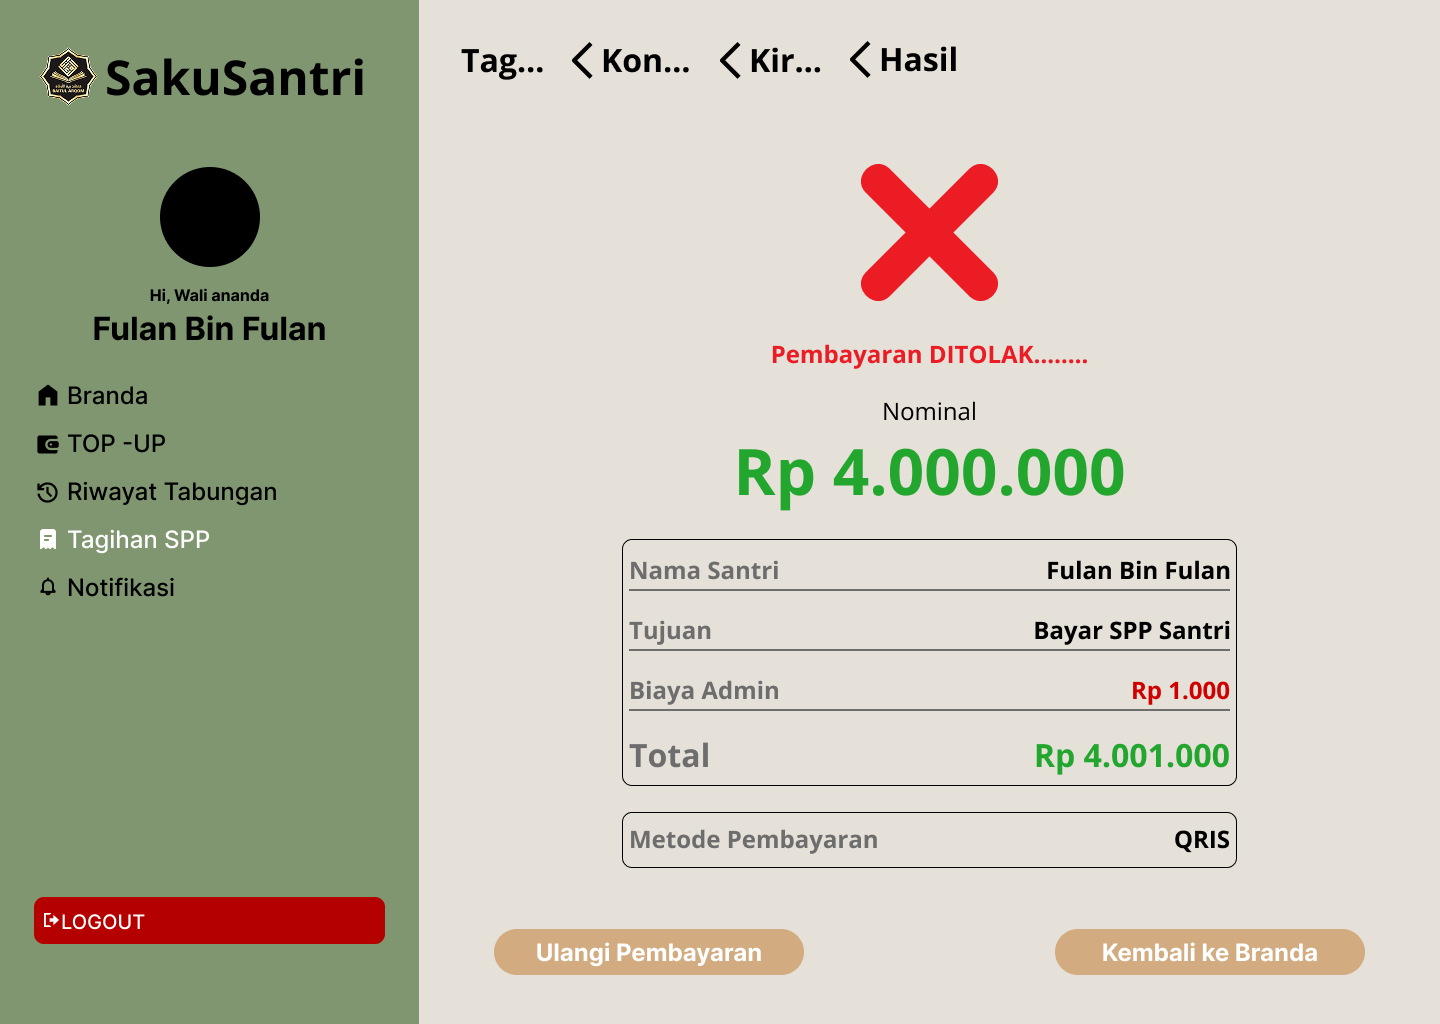 SakuSantri
Hi, Wali ananda
Fulan Bin Fulan
Branda
TOP -UP
Riwayat Tabungan
Tagihan SPP
Notifikasi
LOGOUT
Tag... Kon... Kir... Hasil
Pembayaran DITOLAK........
Nominal
Rp 4.000.000
Nama Santri Fulan Bin Fulan
Tujuan Bayar SPP Santri
Biaya Admin Rp 1.000
Total Rp 4.001.000
Metode Pembayaran QRIS
Ulangi Pembayaran Kembali ke Branda